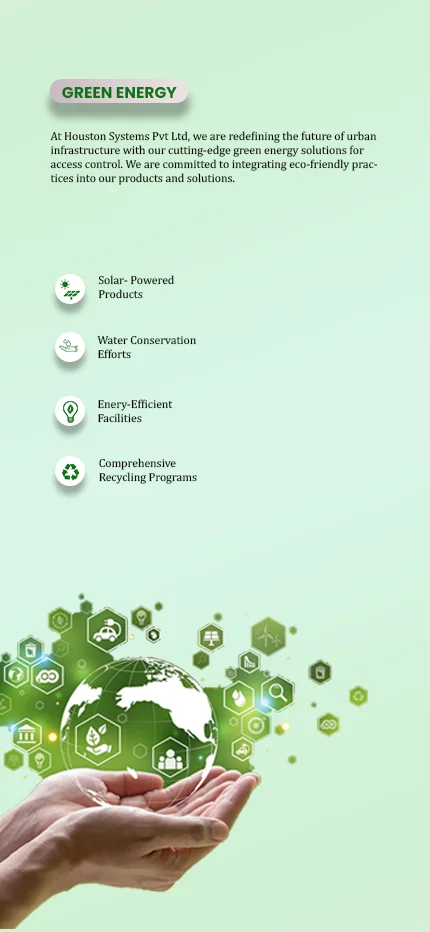 GREEN ENERGY
At Houston Systems Pvt Ltd, we are redefining the future of urban
infrastructure with our cutting-edge green energy solutions for
access control. We are committed to integrating eco-friendly prac-
tices into our products and solutions.
Solar- Powered
Products
Water Conservation
Efforts
Enery-Efficient
Facilities
Comprehensive
Recycling Programs